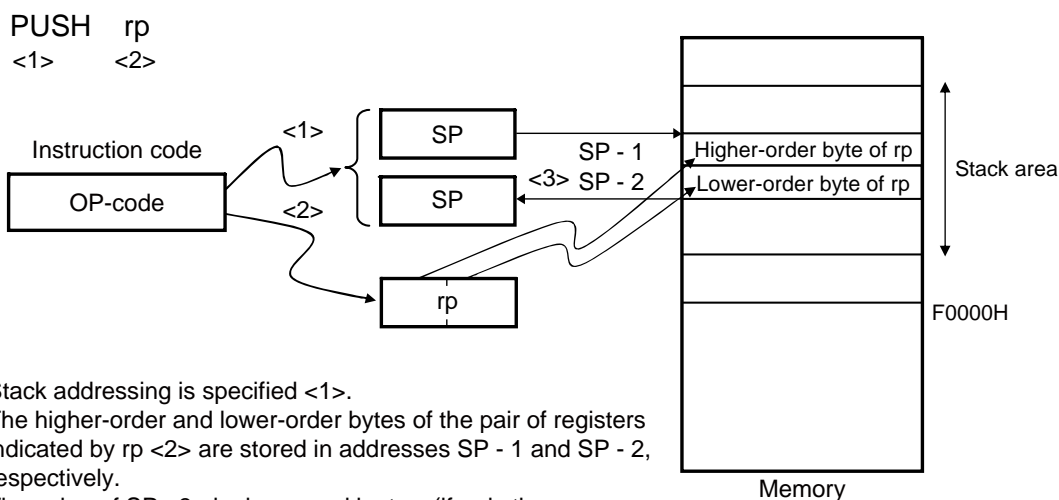 PUSH rp
<1> <2>
Instruction code
OP-code
<1>
<2>
SP
SP
rp
SP - 1
<3> SP - 2
Higher-order byte of rp
Lower-order byte of rp
Stack area
F0000H
Memory
Stack addressing is specified <1>.
The higher-order and lower-order bytes of the pair of registers
indicated by rp <2> are stored in addresses SP - 1 and SP - 2,
respectively.